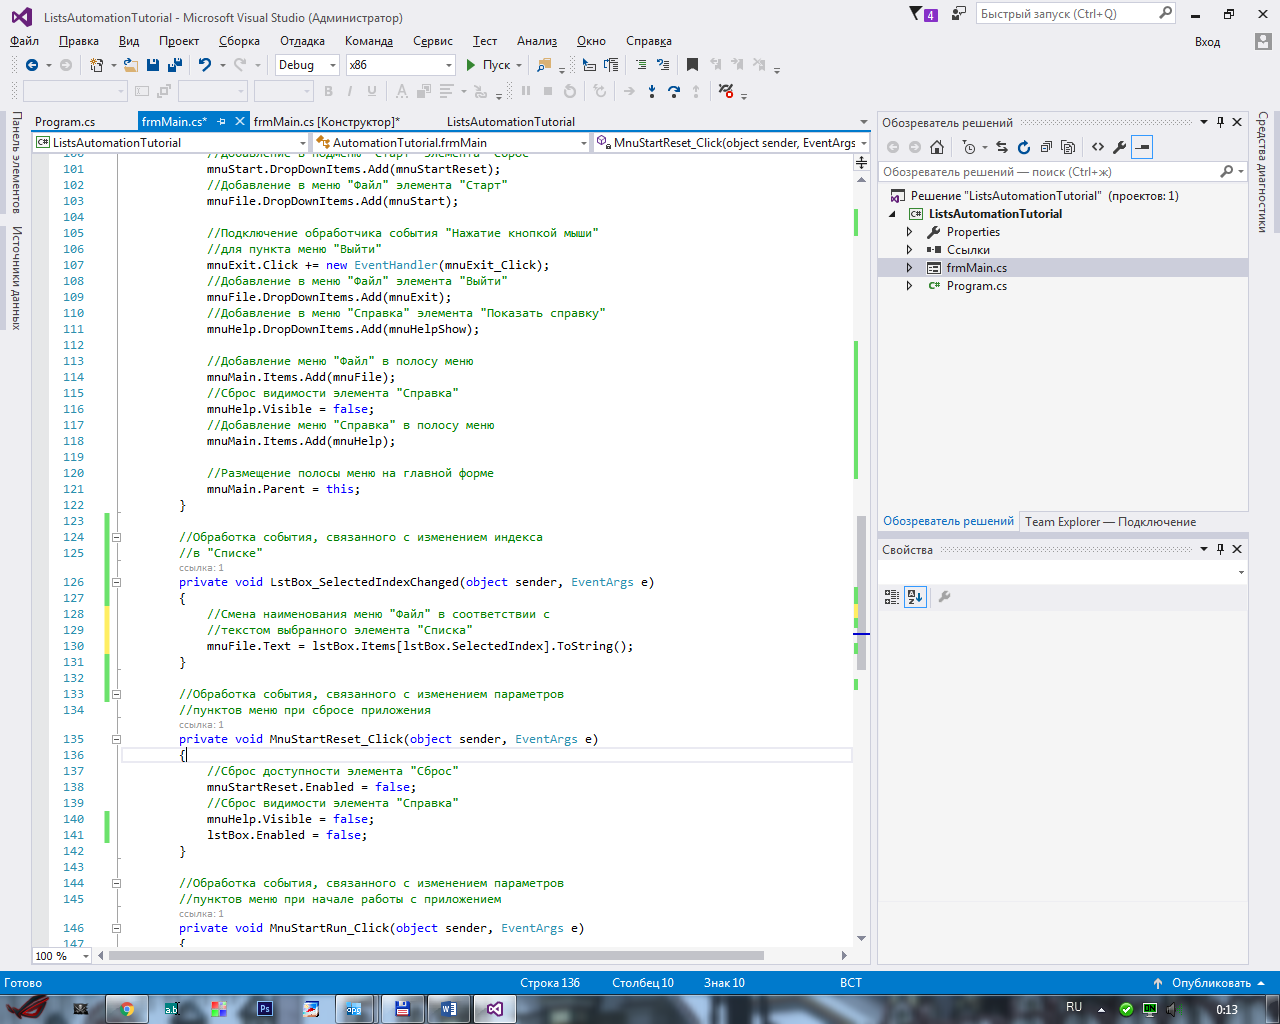 ListsAutomationTutorial - Microsoft Visual Studio (Администратор)
4
Быстрый запуск (Ctrl+Q)
Файл Правка Вид Проект Сборка Отладка Команда Сервис Тест Анализ Окно Справка
Вход
Debug x86 Пуск
Панель элементов
Источники данных
Program.cs frmMain.cs* frmMain.cs [Конструктор]* ListsAutomationTutorial
ListsAutomationTutorial AutomationTutorial.frmMain MnuStartReset_Click(object sender, EventArgs
100 //Добавление в подменю "Старт" элемента "Сброс"
101 mnuStart.DropDownItems.Add(mnuStartReset);
102 //Добавление в меню "Файл" элемента "Старт"
103 mnuFile.DropDownItems.Add(mnuStart);
104
105 //Подключение обработчика события "Нажатие кнопкой мыши"
106 //для пункта меню "Выйти"
107 mnuExit.Click += new EventHandler(mnuExit_Click);
108 //Добавление в меню "Файл" элемента "Выйти"
109 mnuFile.DropDownItems.Add(mnuExit);
110 //Добавление в меню "Справка" элемента "Показать справку"
111 mnuHelp.DropDownItems.Add(mnuHelpShow);
112
113 //Добавление меню "Файл" в полосу меню
114 mnuMain.Items.Add(mnuFile);
115 //Сброс видимости элемента "Справка"
116 mnuHelp.Visible = false;
117 //Добавление меню "Справка" в полосу меню
118 mnuMain.Items.Add(mnuHelp);
119
120 //Размещение полосы меню на главной форме
121 mnuMain.Parent = this;
122 }
123
124 //Обработка события, связанного с изменением индекса
125 //в "Списке"
ссылка: 1
126 private void LstBox_SelectedIndexChanged(object sender, EventArgs e)
127 {
128 //Смена наименования меню "Файл" в соответствии с
129 //текстом выбранного элемента "Списка"
130 mnuFile.Text = lstBox.Items[lstBox.SelectedIndex].ToString();
131 }
132
133 //Обработка события, связанного с изменением параметров
134 //пунктов меню при сбросе приложения
ссылка: 1
135 private void MnuStartReset_Click(object sender, EventArgs e)
136 {
137 //Сброс доступности элемента "Сброс"
138 mnuStartReset.Enabled = false;
139 //Сброс видимости элемента "Справка"
140 mnuHelp.Visible = false;
141 lstBox.Enabled = false;
142 }
143
144 //Обработка события, связанного с изменением параметров
145 //пунктов меню при начале работы с приложением
ссылка: 1
146 private void MnuStartRun_Click(object sender, EventArgs e)
147 {
100 %
Обозреватель решений
Обозреватель решений — поиск (Ctrl+ж)
Решение "ListsAutomationTutorial" (проектов: 1)
ListsAutomationTutorial
Properties
Ссылки
frmMain.cs
Program.cs
Обозреватель решений Team Explorer — Подключение
Свойства
Средства диагностики
Готово Строка 136 Столбец 10 Знак 10 ВСТ Опубликовать
RU 0:13